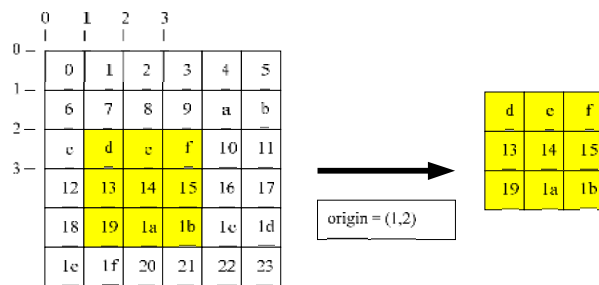 0 1 2 3
0
1
2
3
0 1 2 3 4 5
6 7 8 9 a b
c d e f 10 11
12 13 14 15 16 17
18 19 1a 1b 1c 1d
1e 1f 20 21 22 23
origin = (1,2)
d e f
13 14 15
19 1a 1b